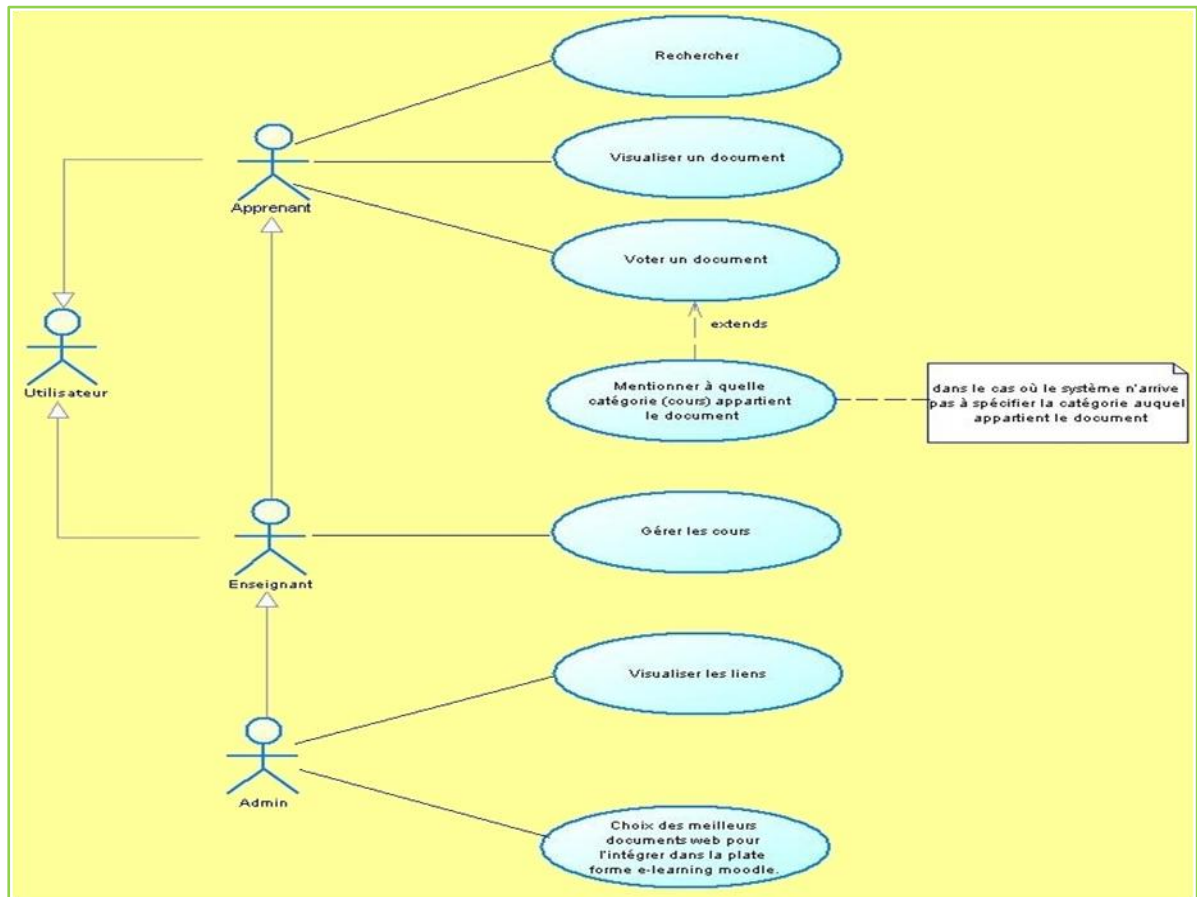 Rechercher
Visualiser un document
Apprenant
Voter un document
extends
Utilisateur
Mentionner à quelle
catégorie (cours) appartient
le document
dans le cas où le système n'arrive
pas à spécifier la catégorie auquel
appartient le document
Gérer les cours
Enseignant
Visualiser les liens
Admin
Choix des meilleurs
documents web pour
l'intégrer dans la plate
forme e-learning moodle.